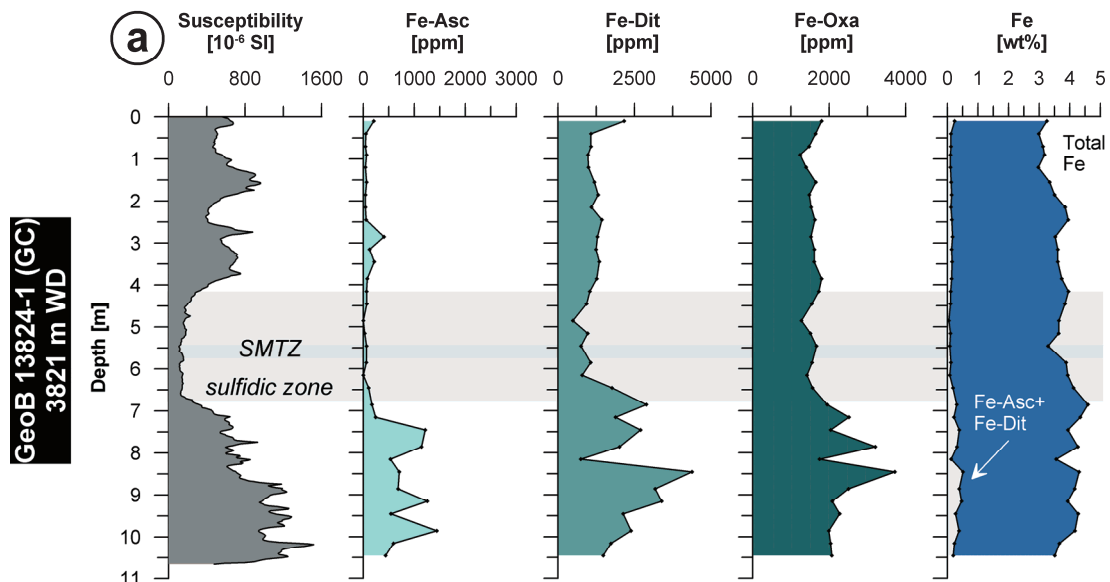 a
Susceptibility
[10⁻⁶ SI]
Fe-Asc
[ppm]
Fe-Dit
[ppm]
Fe-Oxa
[ppm]
Fe
[wt%]
0 800 1600
0 1000 2000 3000
0 2500 5000
0 2000 4000
0 1 2 3 4 5
GeoB 13824-1 (GC)
3821 m WD
Depth [m]
0
1
2
3
4
5
6
7
8
9
10
11
Total
Fe
SMTZ
sulfidic zone
Fe-Asc+
Fe-Dit